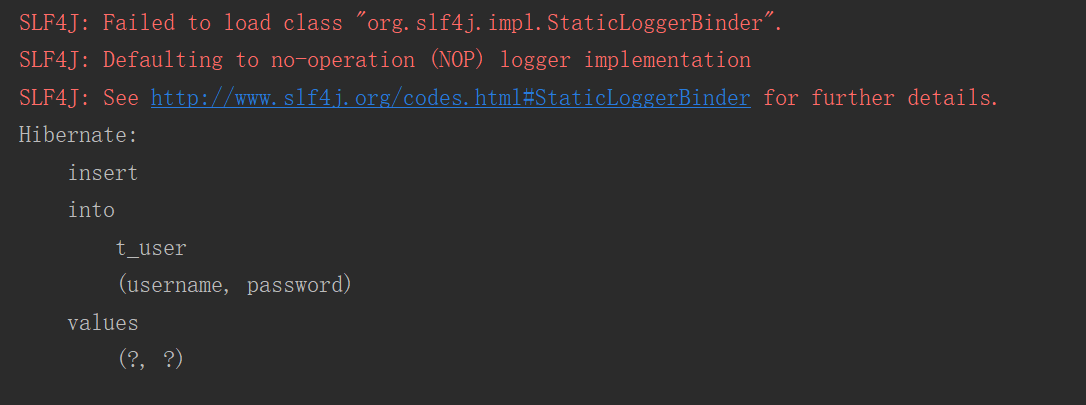 SLF4J: Failed to load class "org.slf4j.impl.StaticLoggerBinder".
SLF4J: Defaulting to no-operation (NOP) logger implementation
SLF4J: See http://www.slf4j.org/codes.html#StaticLoggerBinder for further details.
Hibernate:
    insert
    into
        t_user
        (username, password)
    values
        (?, ?)